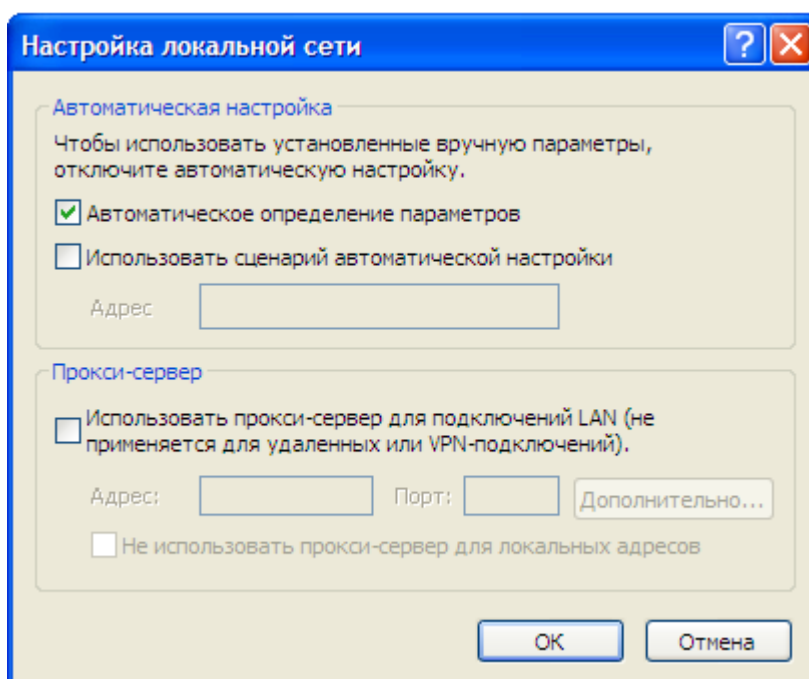 Настройка локальной сети
Автоматическая настройка
Чтобы использовать установленные вручную параметры,
отключите автоматическую настройку.
Автоматическое определение параметров
Использовать сценарий автоматической настройки
Адрес
Прокси-сервер
Использовать прокси-сервер для подключений LAN (не
применяется для удаленных или VPN-подключений).
Адрес: Порт: Дополнительно...
Не использовать прокси-сервер для локальных адресов
ОК Отмена